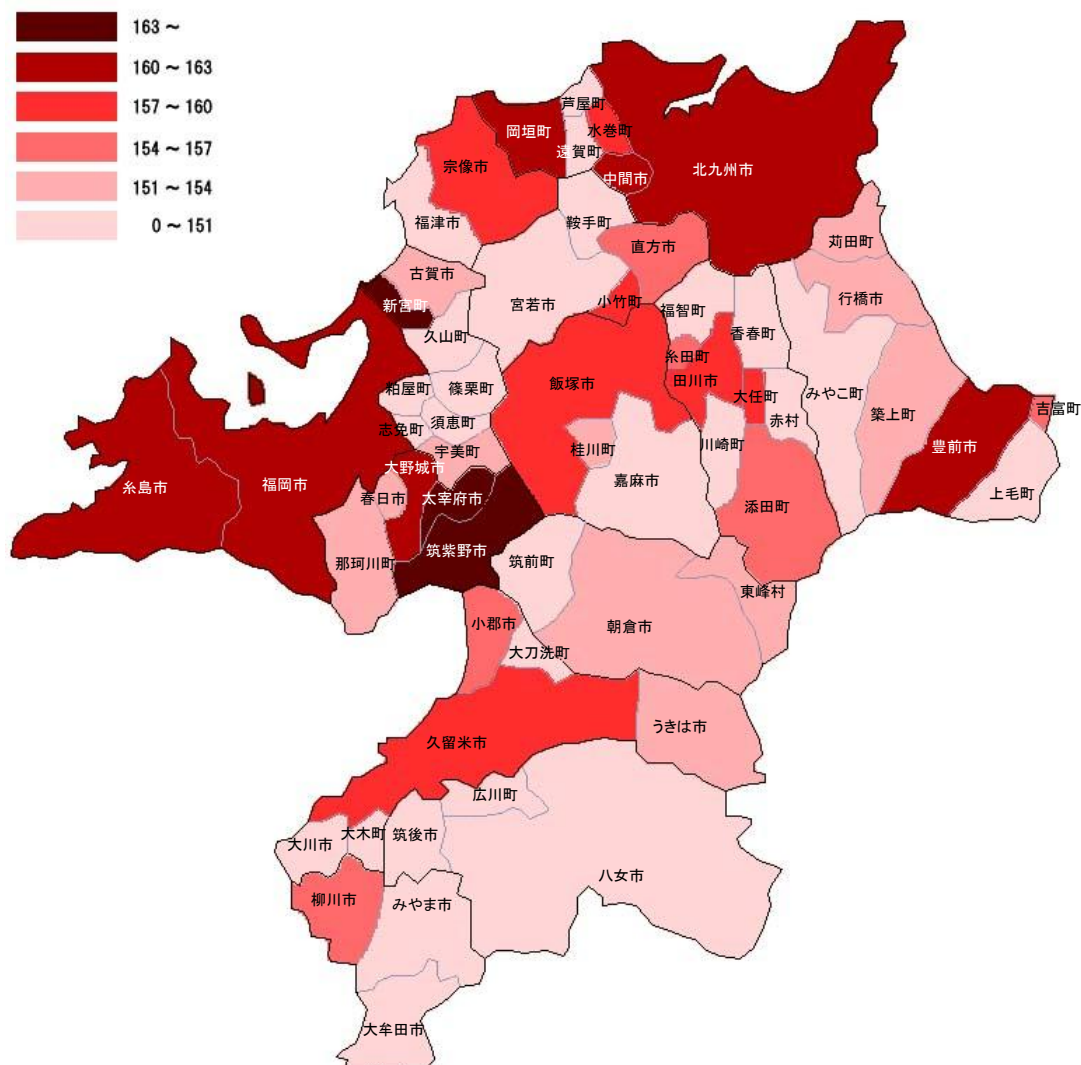 163 ～
160 ～ 163
157 ～ 160
154 ～ 157
151 ～ 154
0 ～ 151
芦屋町
岡垣町
水巻町
遠賀町
宗像市
北九州市
中間市
福津市
鞍手町
苅田町
直方市
古賀市
行橋市
新宮町
宮若市
小竹町
福智町
久山町
香春町
糸田町
粕屋町
篠栗町
飯塚市
田川市
大任町
みやこ町
吉富町
須恵町
赤村
築上町
志免町
川崎町
宇美町
桂川町
豊前市
大野城市
嘉麻市
糸島市
福岡市
春日市
太宰府市
上毛町
添田町
筑紫野市
那珂川町
筑前町
東峰村
小郡市
朝倉市
大刀洗町
うきは市
久留米市
広川町
大川市
大木町
筑後市
八女市
柳川市
みやま市
大牟田市